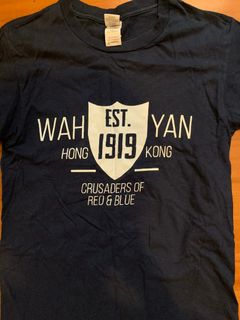 EST.
WAH YAN
1919
HONG KONG
CRUSADERS OF
RED & BLUE